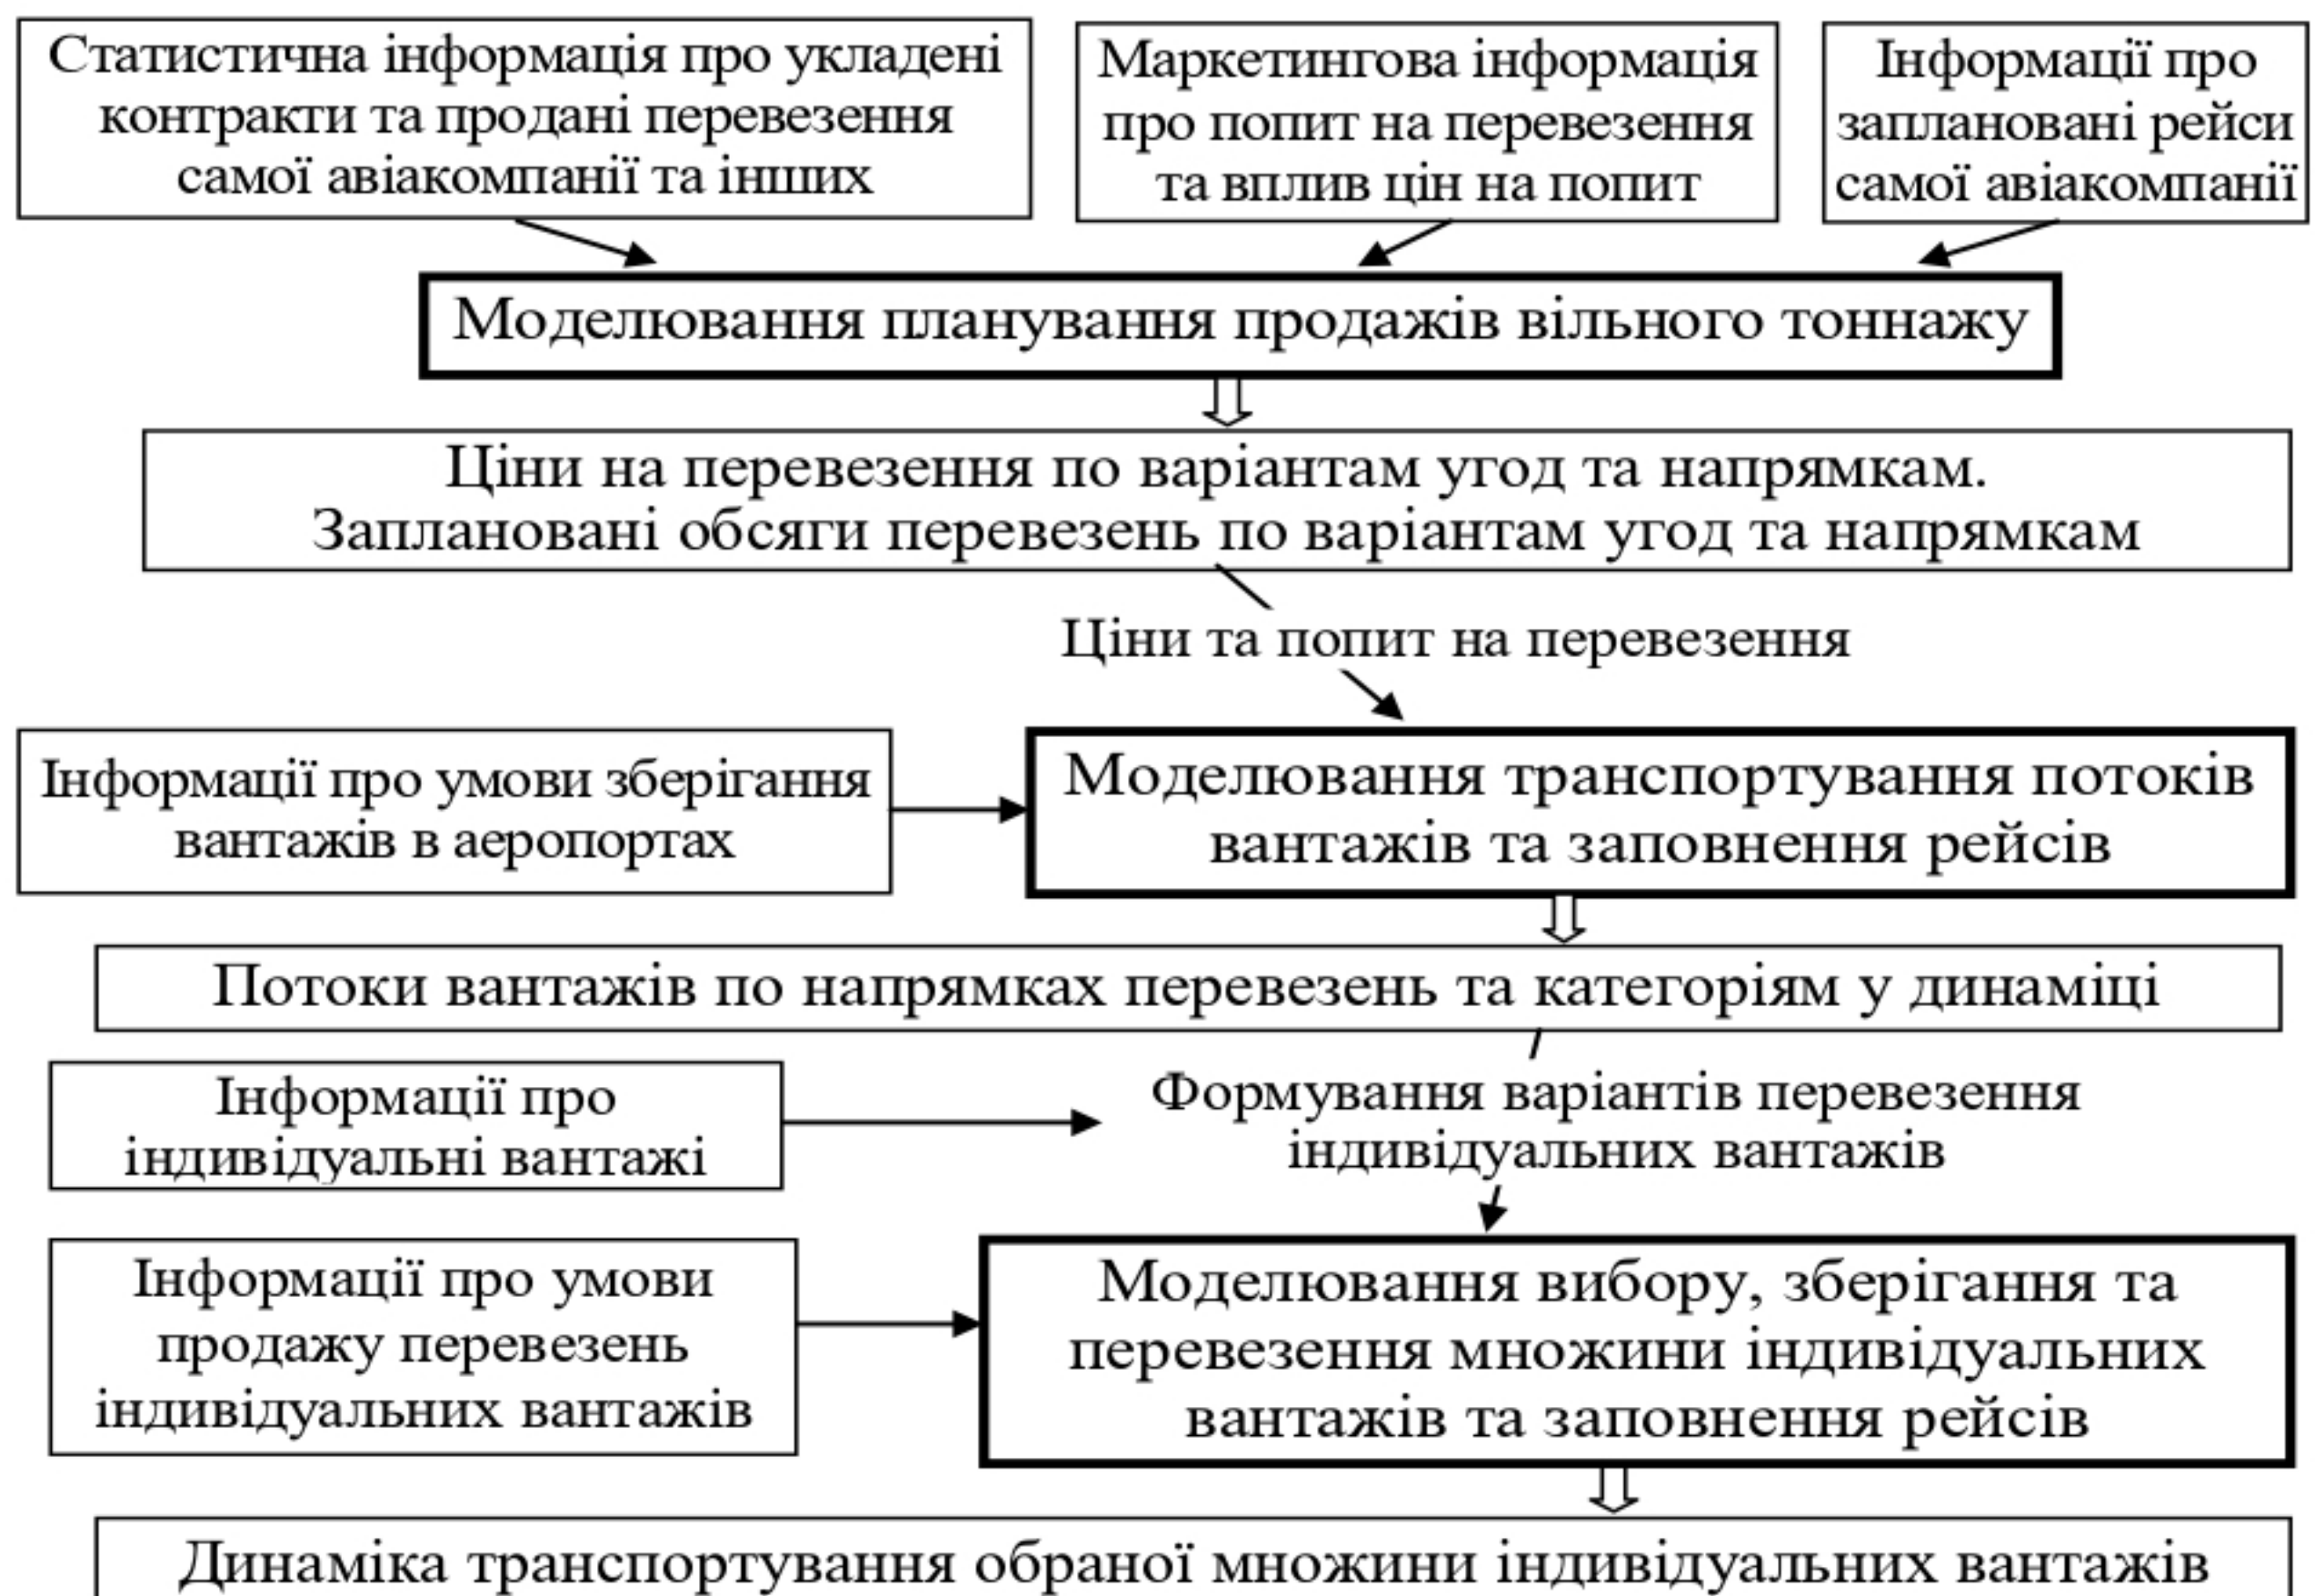 Статистична інформація про укладені
контракти та продані перевезення
самої авіакомпанії та інших
Маркетингова інформація
про попит на перевезення
та вплив цін на попит
Інформації про
заплановані рейси
самої авіакомпанії
Моделювання планування продажів вільного тоннажу
Ціни на перевезення по варіантам угод та напрямкам.
Заплановані обсяги перевезень по варіантам угод та напрямкам
Ціни та попит на перевезення
Інформації про умови зберігання
вантажів в аеропортах
Моделювання транспортування потоків
вантажів та заповнення рейсів
Потоки вантажів по напрямках перевезень та категоріям у динаміці
Інформації про
індивідуальні вантажі
Формування варіантів перевезення
індивідуальних вантажів
Інформації про умови
продажу перевезень
індивідуальних вантажів
Моделювання вибору, зберігання та
перевезення множини індивідуальних
вантажів та заповнення рейсів
Динаміка транспортування обраної множини індивідуальних вантажів